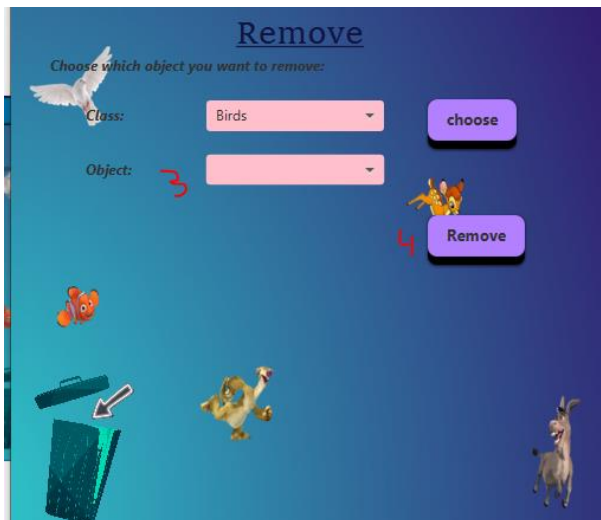 Remove
Choose which object you want to remove:
Class: Birds choose
Object: 3
4 Remove